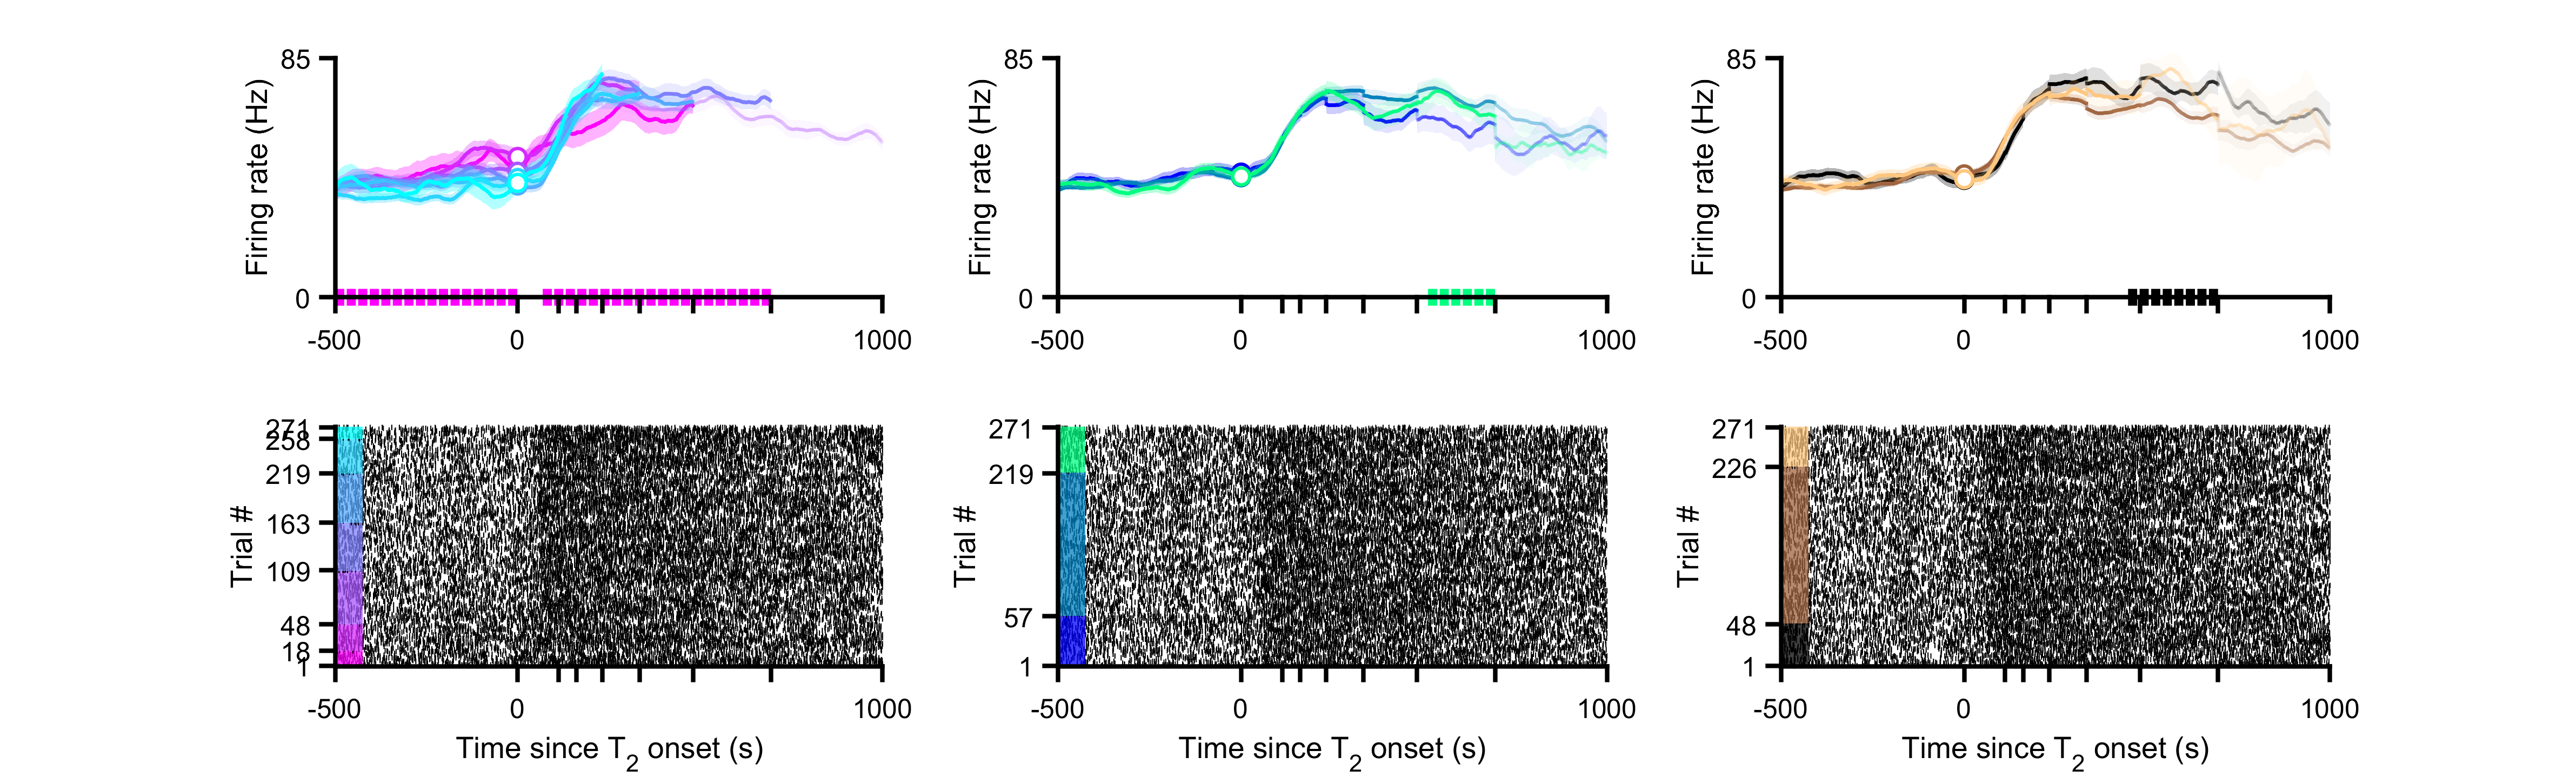 85
Firing rate (Hz)
0
-500 0 1000
85
Firing rate (Hz)
0
-500 0 1000
85
Firing rate (Hz)
0
-500 0 1000
271
258
219
163
109
48
18
1
Trial #
-500 0 1000
Time since T2 onset (s)
271
219
57
1
Trial #
-500 0 1000
Time since T2 onset (s)
271
226
48
1
Trial #
-500 0 1000
Time since T2 onset (s)